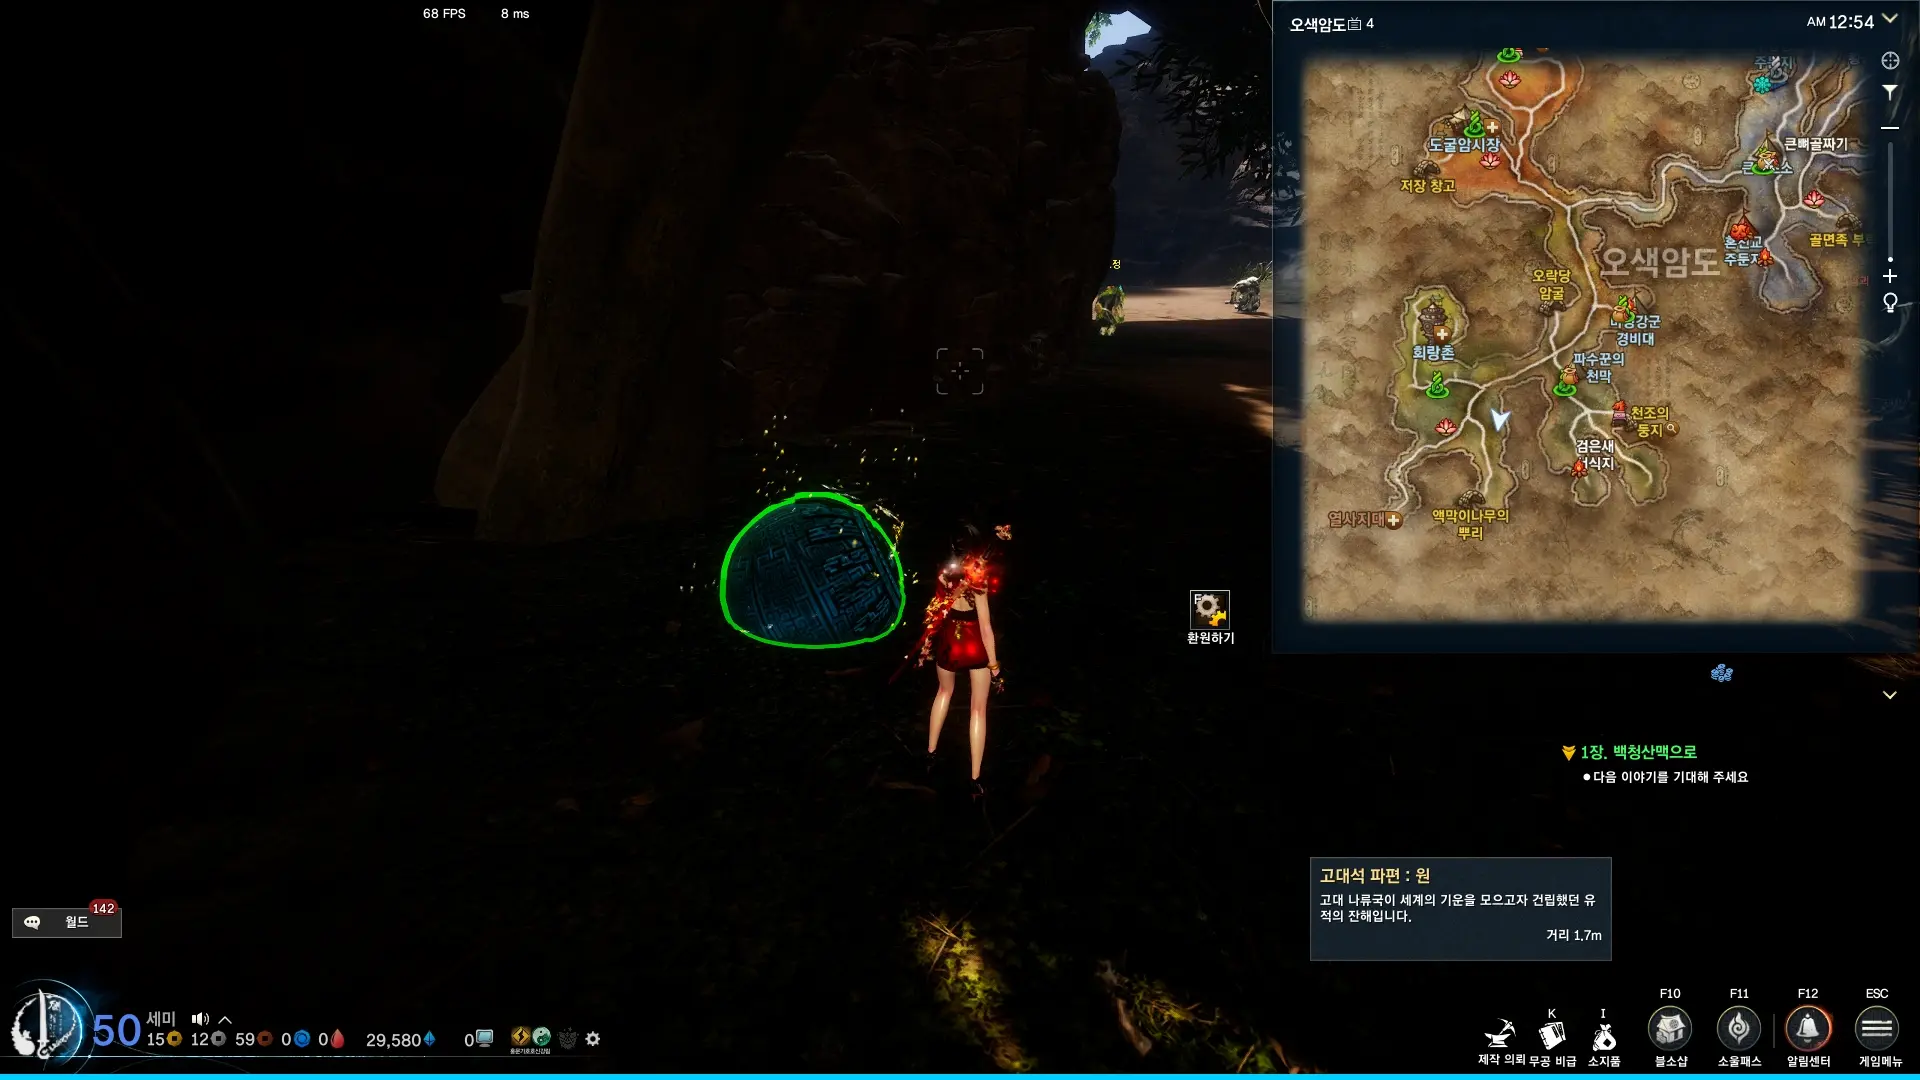 68 FPS 8 ms
오색암도 4
AM 12:54
도굴암시장
저장 창고
큰뼈골짜기
주둔지
골면족 부
오색암도
오락당
암굴
경비대
회랑촌
파수꾼의
천막
천조의
둥지
검은새
열사지대
액막이나무의
뿌리
환원하기
1장. 백청산맥으로
다음 이야기를 기대해 주세요
고대석 파편 : 원
고대 나류국이 세계의 기운을 모으고자 건립했던 유
적의 잔해입니다.
거리 1.7m
월드
142
50
세미
15 12 59 0 0 29,580 0
K
제작 의뢰 무공 비급
I
소지품
F10
블소샵
F11
소울패스
F12
알림센터
ESC
게임메뉴